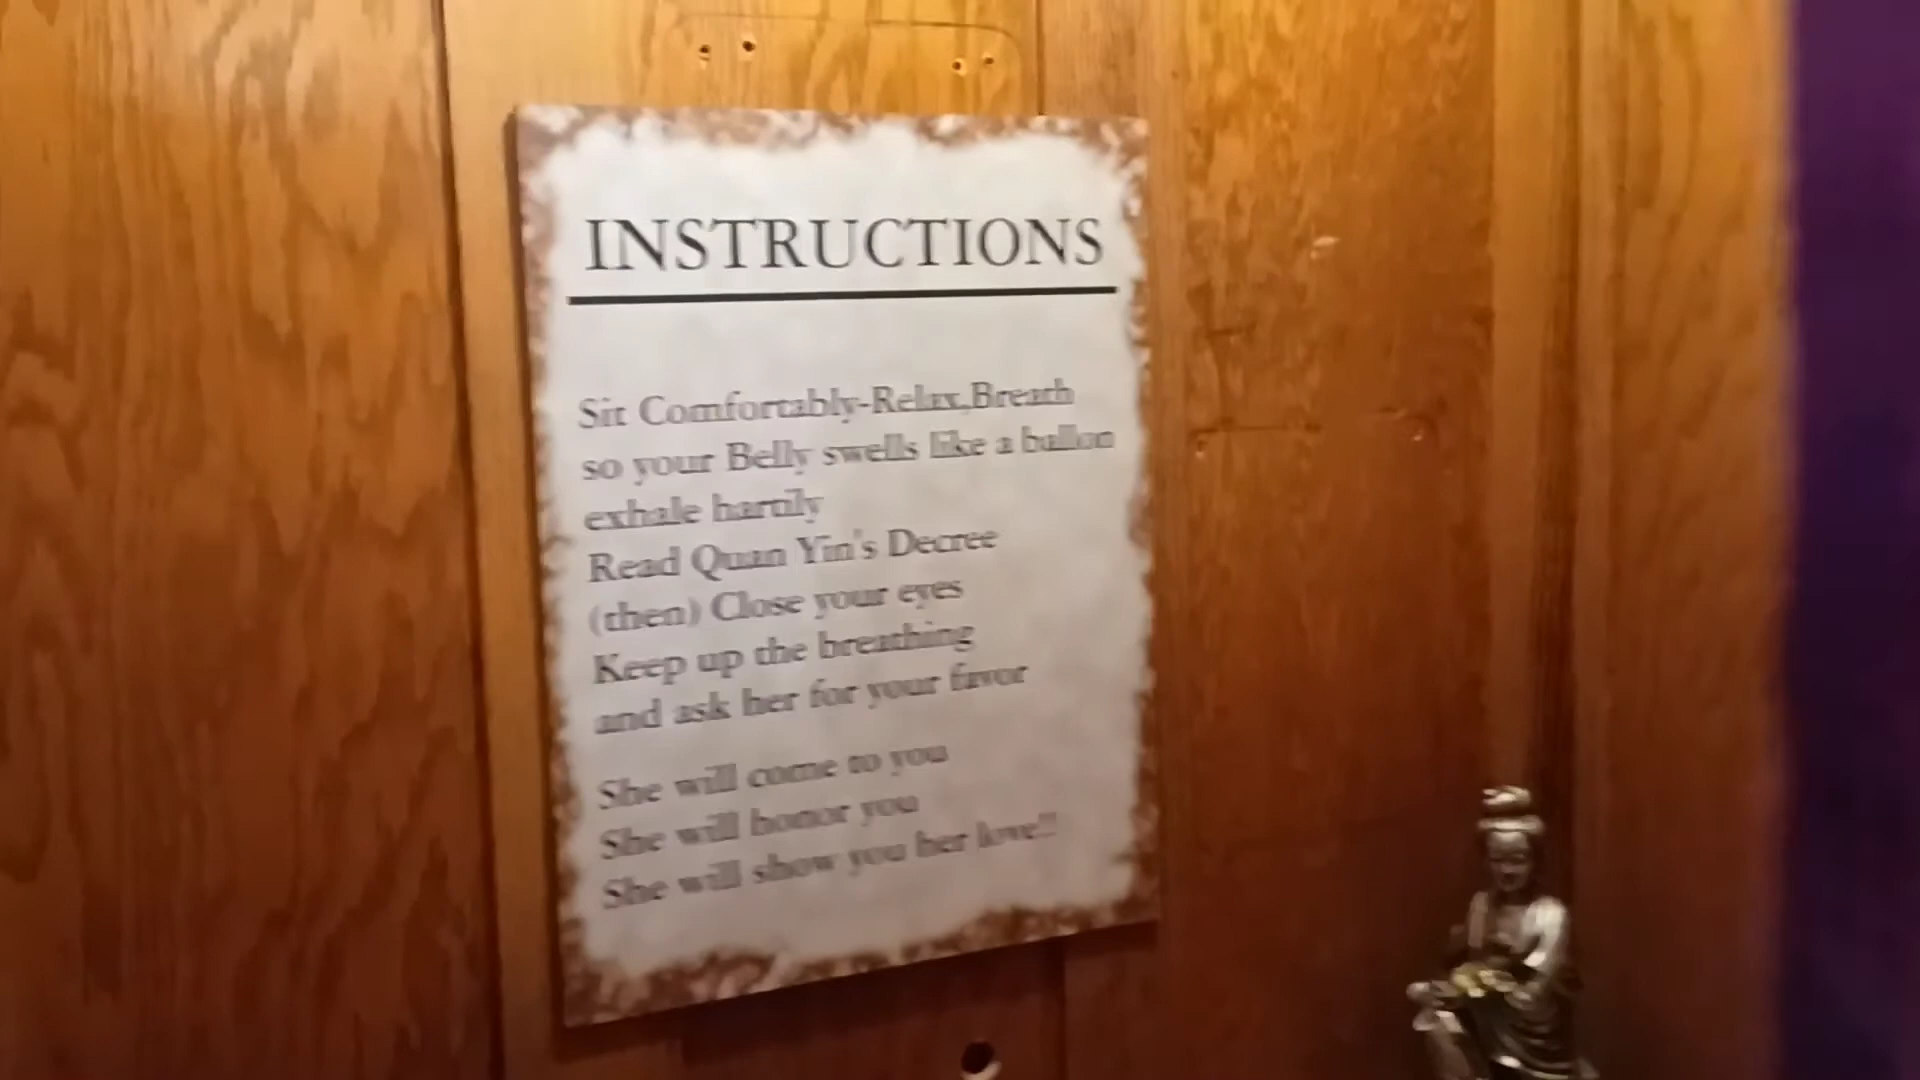 INSTRUCTIONS
Sit Comfortably-Relax,Breath
so your Belly swells like a ballon
exhale hartily
Read Quan Yin's Decree
(then) Close your eyes
Keep up the breathing
and ask her for your favor
She will come to you
She will honor you
She will show you her love!!